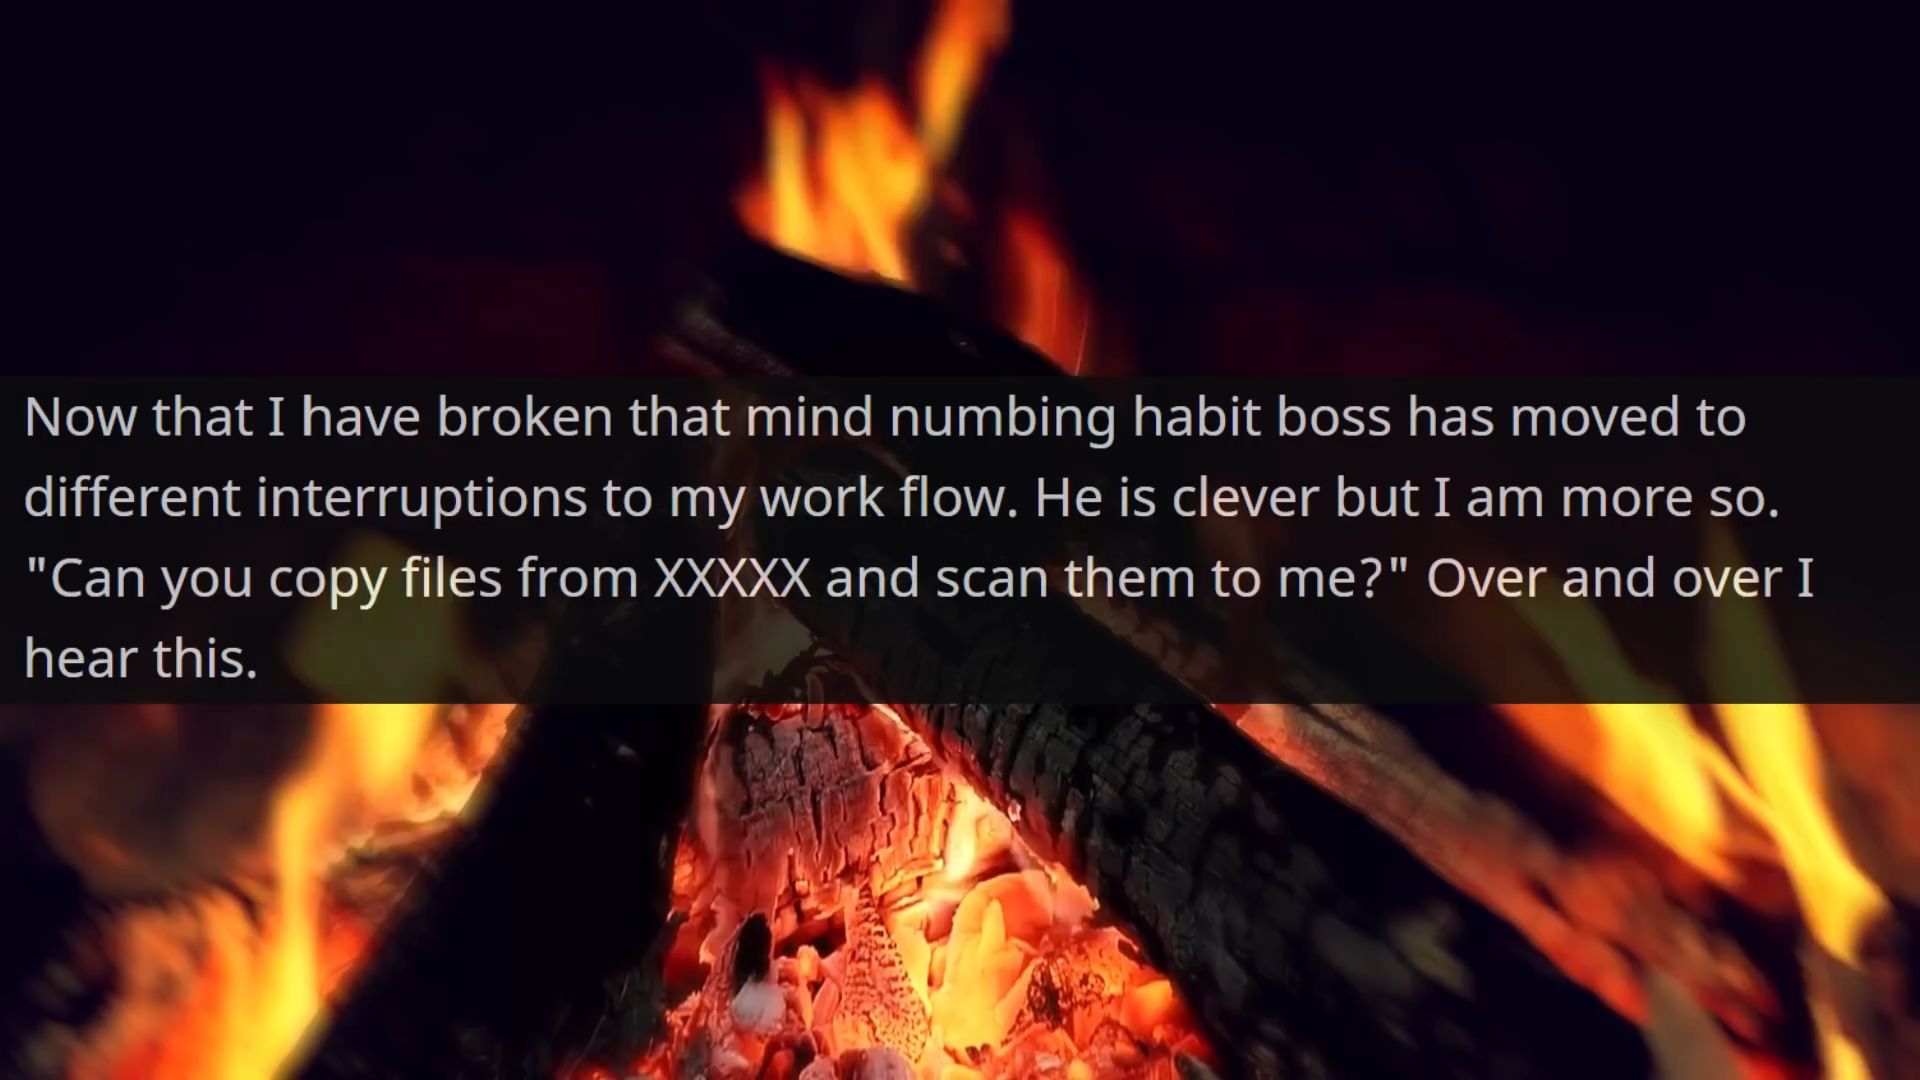 Now that I have broken that mind numbing habit boss has moved to
different interruptions to my work flow. He is clever but I am more so.
"Can you copy files from XXXXX and scan them to me?" Over and over I
hear this.